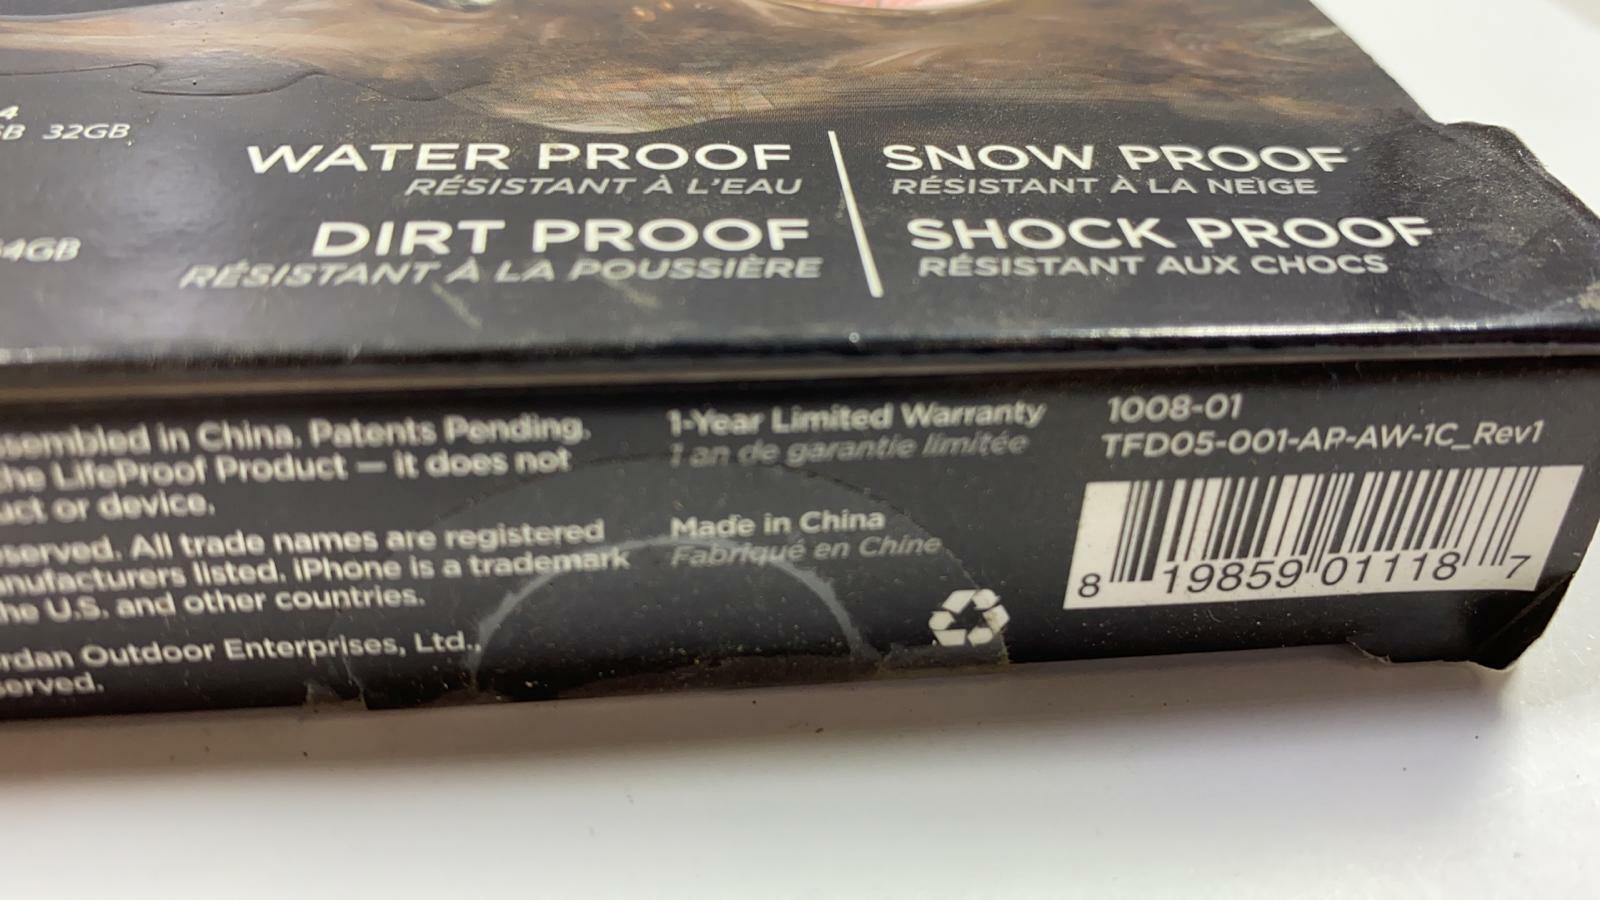 4
GB 32GB
64GB
WATER PROOF
RÉSISTANT À L'EAU
DIRT PROOF
RÉSISTANT À LA POUSSIÈRE
SNOW PROOF
RÉSISTANT À LA NEIGE
SHOCK PROOF
RÉSISTANT AUX CHOCS
ssembled in China. Patents Pending.
the LifeProof Product — it does not
uct or device.
served. All trade names are registered
anufacturers listed. iPhone is a trademark
he U.S. and other countries.
rdan Outdoor Enterprises, Ltd.,
served.
1-Year Limited Warranty
1 an de garantie limitée
Made in China
Fabriqué en Chine
1008-01
TFD05-001-AP-AW-1C_Rev1
8 19859 01118 7